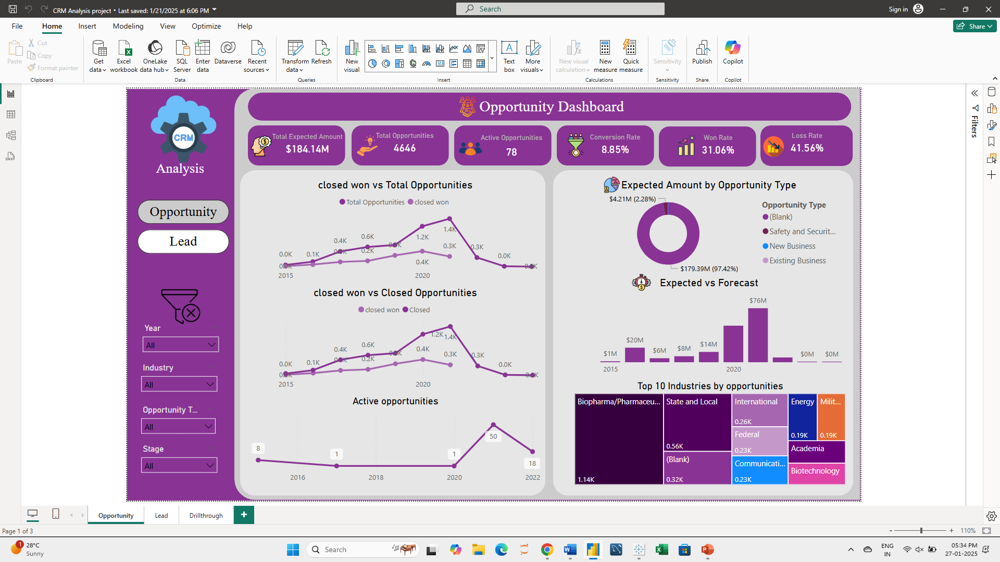 CRM Analysis project • Last saved: 1/21/2025 at 6:06 PM
Search
Sign in
File Home Insert Modeling View Optimize Help
Share
Paste
Cut
Copy
Format painter
Clipboard
Get data
Excel workbook
OneLake data hub
SQL Server
Enter data
Dataverse
Recent sources
Data
Transform data
Refresh
Queries
New visual
Text box
More visuals
Insert
New visual calculation
New measure
Quick measure
Calculations
Sensitivity
Sensitivity
Publish
Share
Copilot
Copilot
Filters
CRM
Analysis
Opportunity
Lead
Year
All
Industry
All
Opportunity T...
All
Stage
All
Opportunity Dashboard
Total Expected Amount
$184.14M
Total Opportunities
4646
Active Opportunities
78
Conversion Rate
8.85%
Won Rate
31.06%
Loss Rate
41.56%
closed won vs Total Opportunities
Total Opportunities closed won
0.0K 0.1K 0.4K 0.6K 1.2K 1.4K 0.3K 0.0K
0.2K 0.4K 0.3K
2015 2020
closed won vs Closed Opportunities
closed won Closed
0.0K 0.1K 0.4K 0.6K 1.2K 1.4K 0.3K 0.0K
0.2K 0.4K 0.3K
2015 2020
Active opportunities
8 1 1 50 18
2016 2018 2020 2022
Expected Amount by Opportunity Type
$4.21M (2.28%)
$179.39M (97.42%)
Opportunity Type
(Blank)
Safety and Securit...
New Business
Existing Business
Expected vs Forecast
$1M $20M $6M $8M $14M $76M $0M $0M
2015 2020
Top 10 Industries by opportunities
Biopharma/Pharmaceu...
1.14K
State and Local
0.56K
(Blank)
0.32K
International
0.26K
Federal
0.23K
Communicati...
0.23K
Energy
0.19K
Milit...
0.19K
Academia
Biotechnology
Opportunity Lead Drillthrough
Page 1 of 3
110%
1
28°C
Sunny
Search
ENG
IN
05:34 PM
27-01-2025